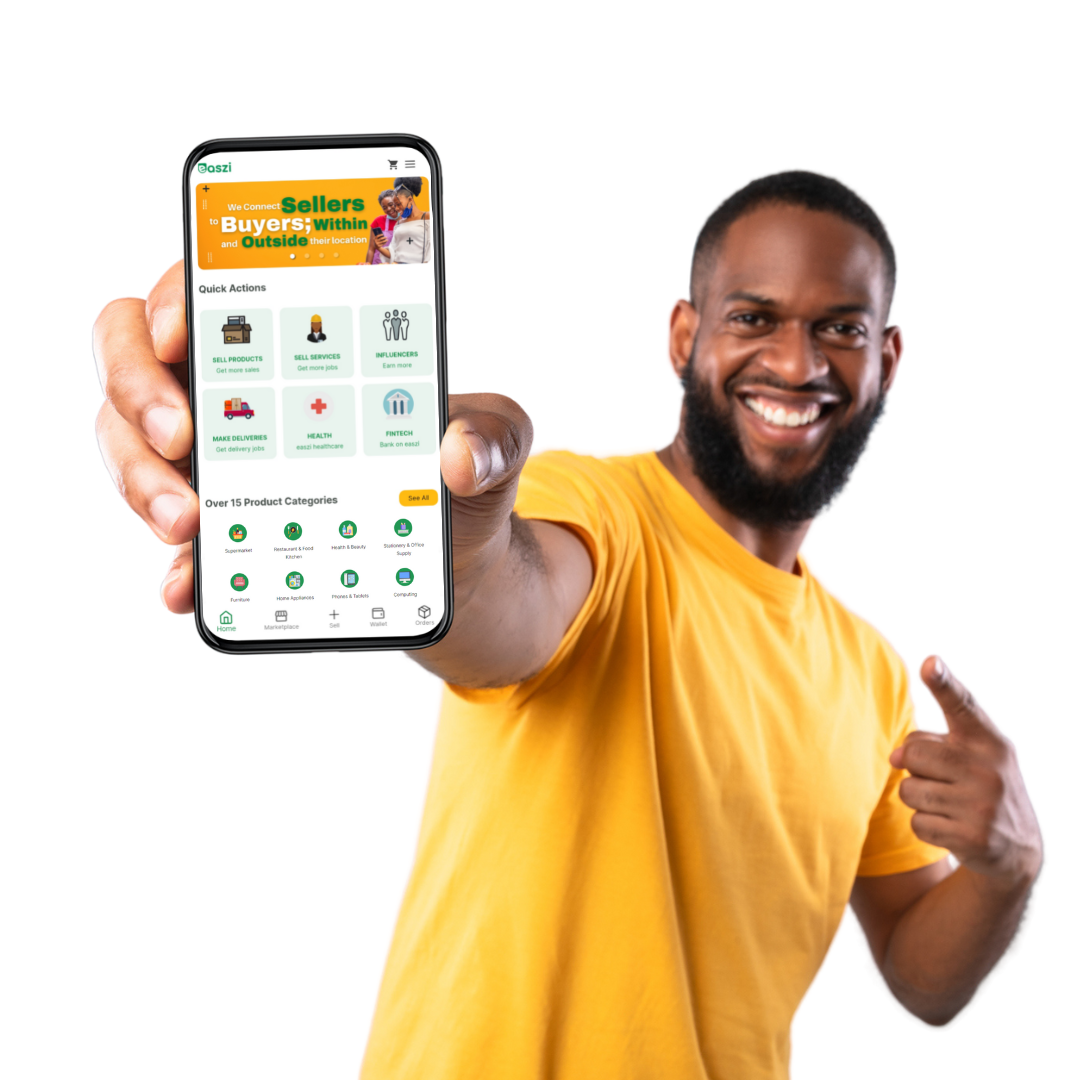 easzi
We Connect Sellers
to Buyers; Within
and Outside their location
Quick Actions
SELL PRODUCTS
Get more sales
SELL SERVICES
Get more jobs
INFLUENCERS
Earn more
MAKE DELIVERIES
Get delivery jobs
HEALTH
easzi healthcare
FINTECH
Bank on easzi
Over 15 Product Categories
See All
Supermarket
Restaurant & Food
Kitchen
Health & Beauty
Stationery & Office
Supply
Furniture
Home Appliances
Phones & Tablets
Computing
Home
Marketplace
Sell
Wallet
Orders